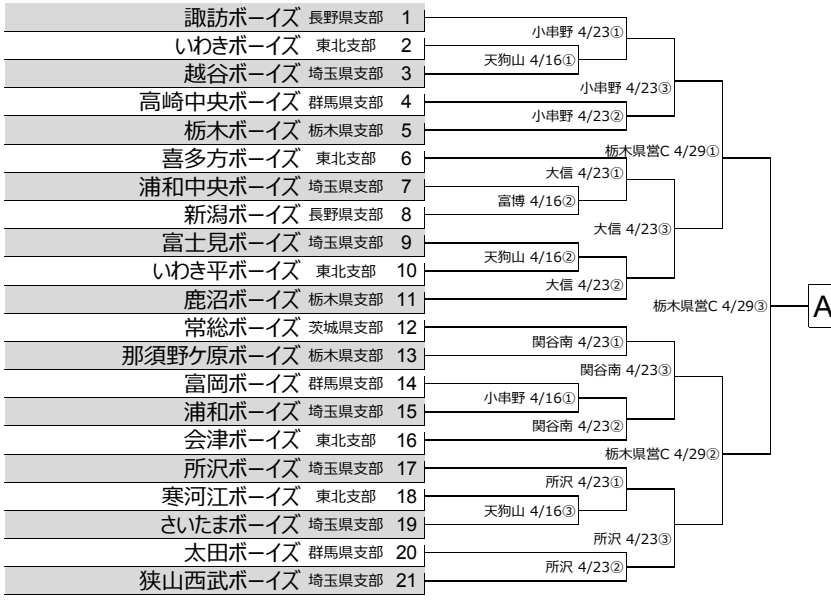 諏訪ボーイズ 長野県支部 1
小串野 4/23①
いわきボーイズ 東北支部 2
天狗山 4/16①
越谷ボーイズ 埼玉県支部 3
小串野 4/23③
高崎中央ボーイズ 群馬県支部 4
小串野 4/23②
栃木ボーイズ 栃木県支部 5
栃木県営C 4/29①
喜多方ボーイズ 東北支部 6
大信 4/23①
浦和中央ボーイズ 埼玉県支部 7
富博 4/16②
新潟ボーイズ 長野県支部 8
大信 4/23③
富士見ボーイズ 埼玉県支部 9
天狗山 4/16②
いわき平ボーイズ 東北支部 10
大信 4/23②
鹿沼ボーイズ 栃木県支部 11
栃木県営C 4/29③
A
常総ボーイズ 茨城県支部 12
関谷南 4/23①
那須野ケ原ボーイズ 栃木県支部 13
関谷南 4/23③
富岡ボーイズ 群馬県支部 14
小串野 4/16①
浦和ボーイズ 埼玉県支部 15
関谷南 4/23②
会津ボーイズ 東北支部 16
栃木県営C 4/29②
所沢ボーイズ 埼玉県支部 17
所沢 4/23①
寒河江ボーイズ 東北支部 18
天狗山 4/16③
さいたまボーイズ 埼玉県支部 19
所沢 4/23③
太田ボーイズ 群馬県支部 20
所沢 4/23②
狭山西武ボーイズ 埼玉県支部 21